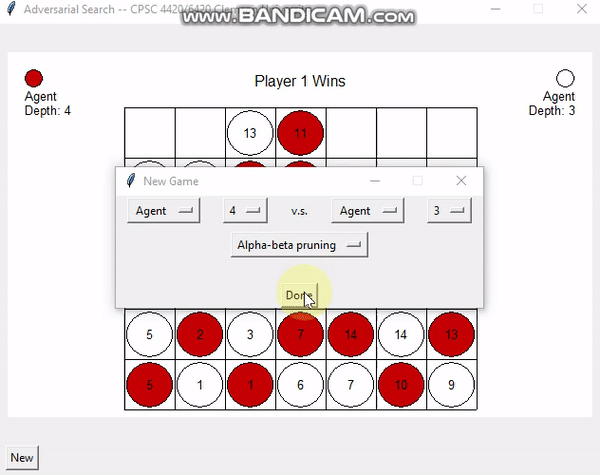 Adversarial Search -- CPSC 4420/6420
www.BANDICAM.com
Player 1 Wins
Agent
Depth: 4
Agent
Depth: 3
13 11
New Game
Agent 4 v.s. Agent 3
Alpha-beta pruning
Done
5 2 3 7 14 14 13
5 1 1 6 7 10 9
New